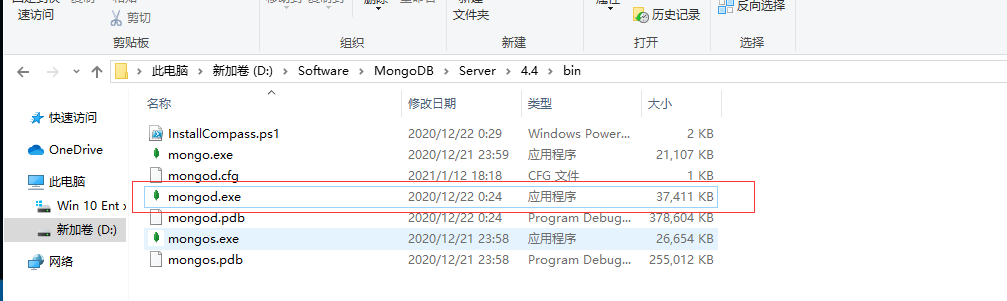 速访问
剪切
文件夹
历史记录
反向选择
剪贴板 组织 新建 打开 选择
此电脑 > 新加卷 (D:) > Software > MongoDB > Server > 4.4 > bin
名称 修改日期 类型 大小
快速访问
OneDrive
此电脑
Win 10 Ent x
新加卷 (D:)
网络
InstallCompass.ps1 2020/12/22 0:29 Windows Power... 2 KB
mongo.exe 2020/12/21 23:59 应用程序 21,107 KB
mongod.cfg 2021/1/12 18:18 CFG 文件 1 KB
mongod.exe 2020/12/22 0:24 应用程序 37,411 KB
mongod.pdb 2020/12/22 0:24 Program Debug... 378,604 KB
mongos.exe 2020/12/21 23:58 应用程序 26,654 KB
mongos.pdb 2020/12/21 23:58 Program Debug... 255,012 KB